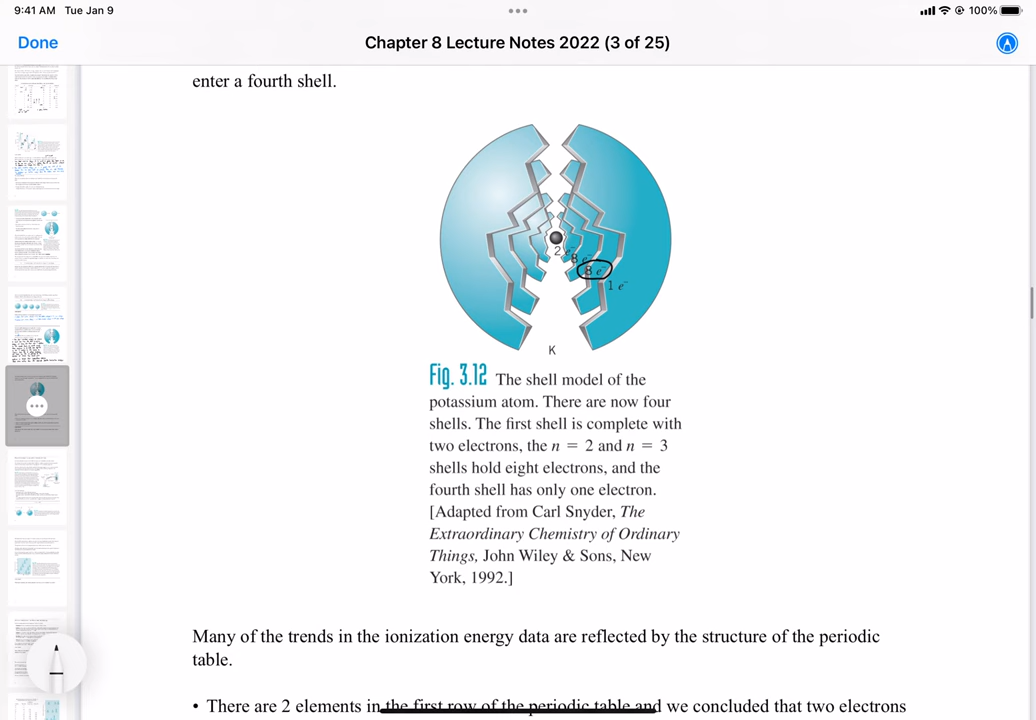 9:41 AM Tue Jan 9
100%
Done
Chapter 8 Lecture Notes 2022 (3 of 25)
enter a fourth shell.
2 e⁻
8 e⁻
8 e⁻
1 e⁻
K
Fig. 3.12 The shell model of the
potassium atom. There are now four
shells. The first shell is complete with
two electrons, the n = 2 and n = 3
shells hold eight electrons, and the
fourth shell has only one electron.
[Adapted from Carl Snyder, The
Extraordinary Chemistry of Ordinary
Things, John Wiley & Sons, New
York, 1992.]
Many of the trends in the ionization energy data are reflected by the structure of the periodic
table.
• There are 2 elements in the first row of the periodic table and we concluded that two electrons